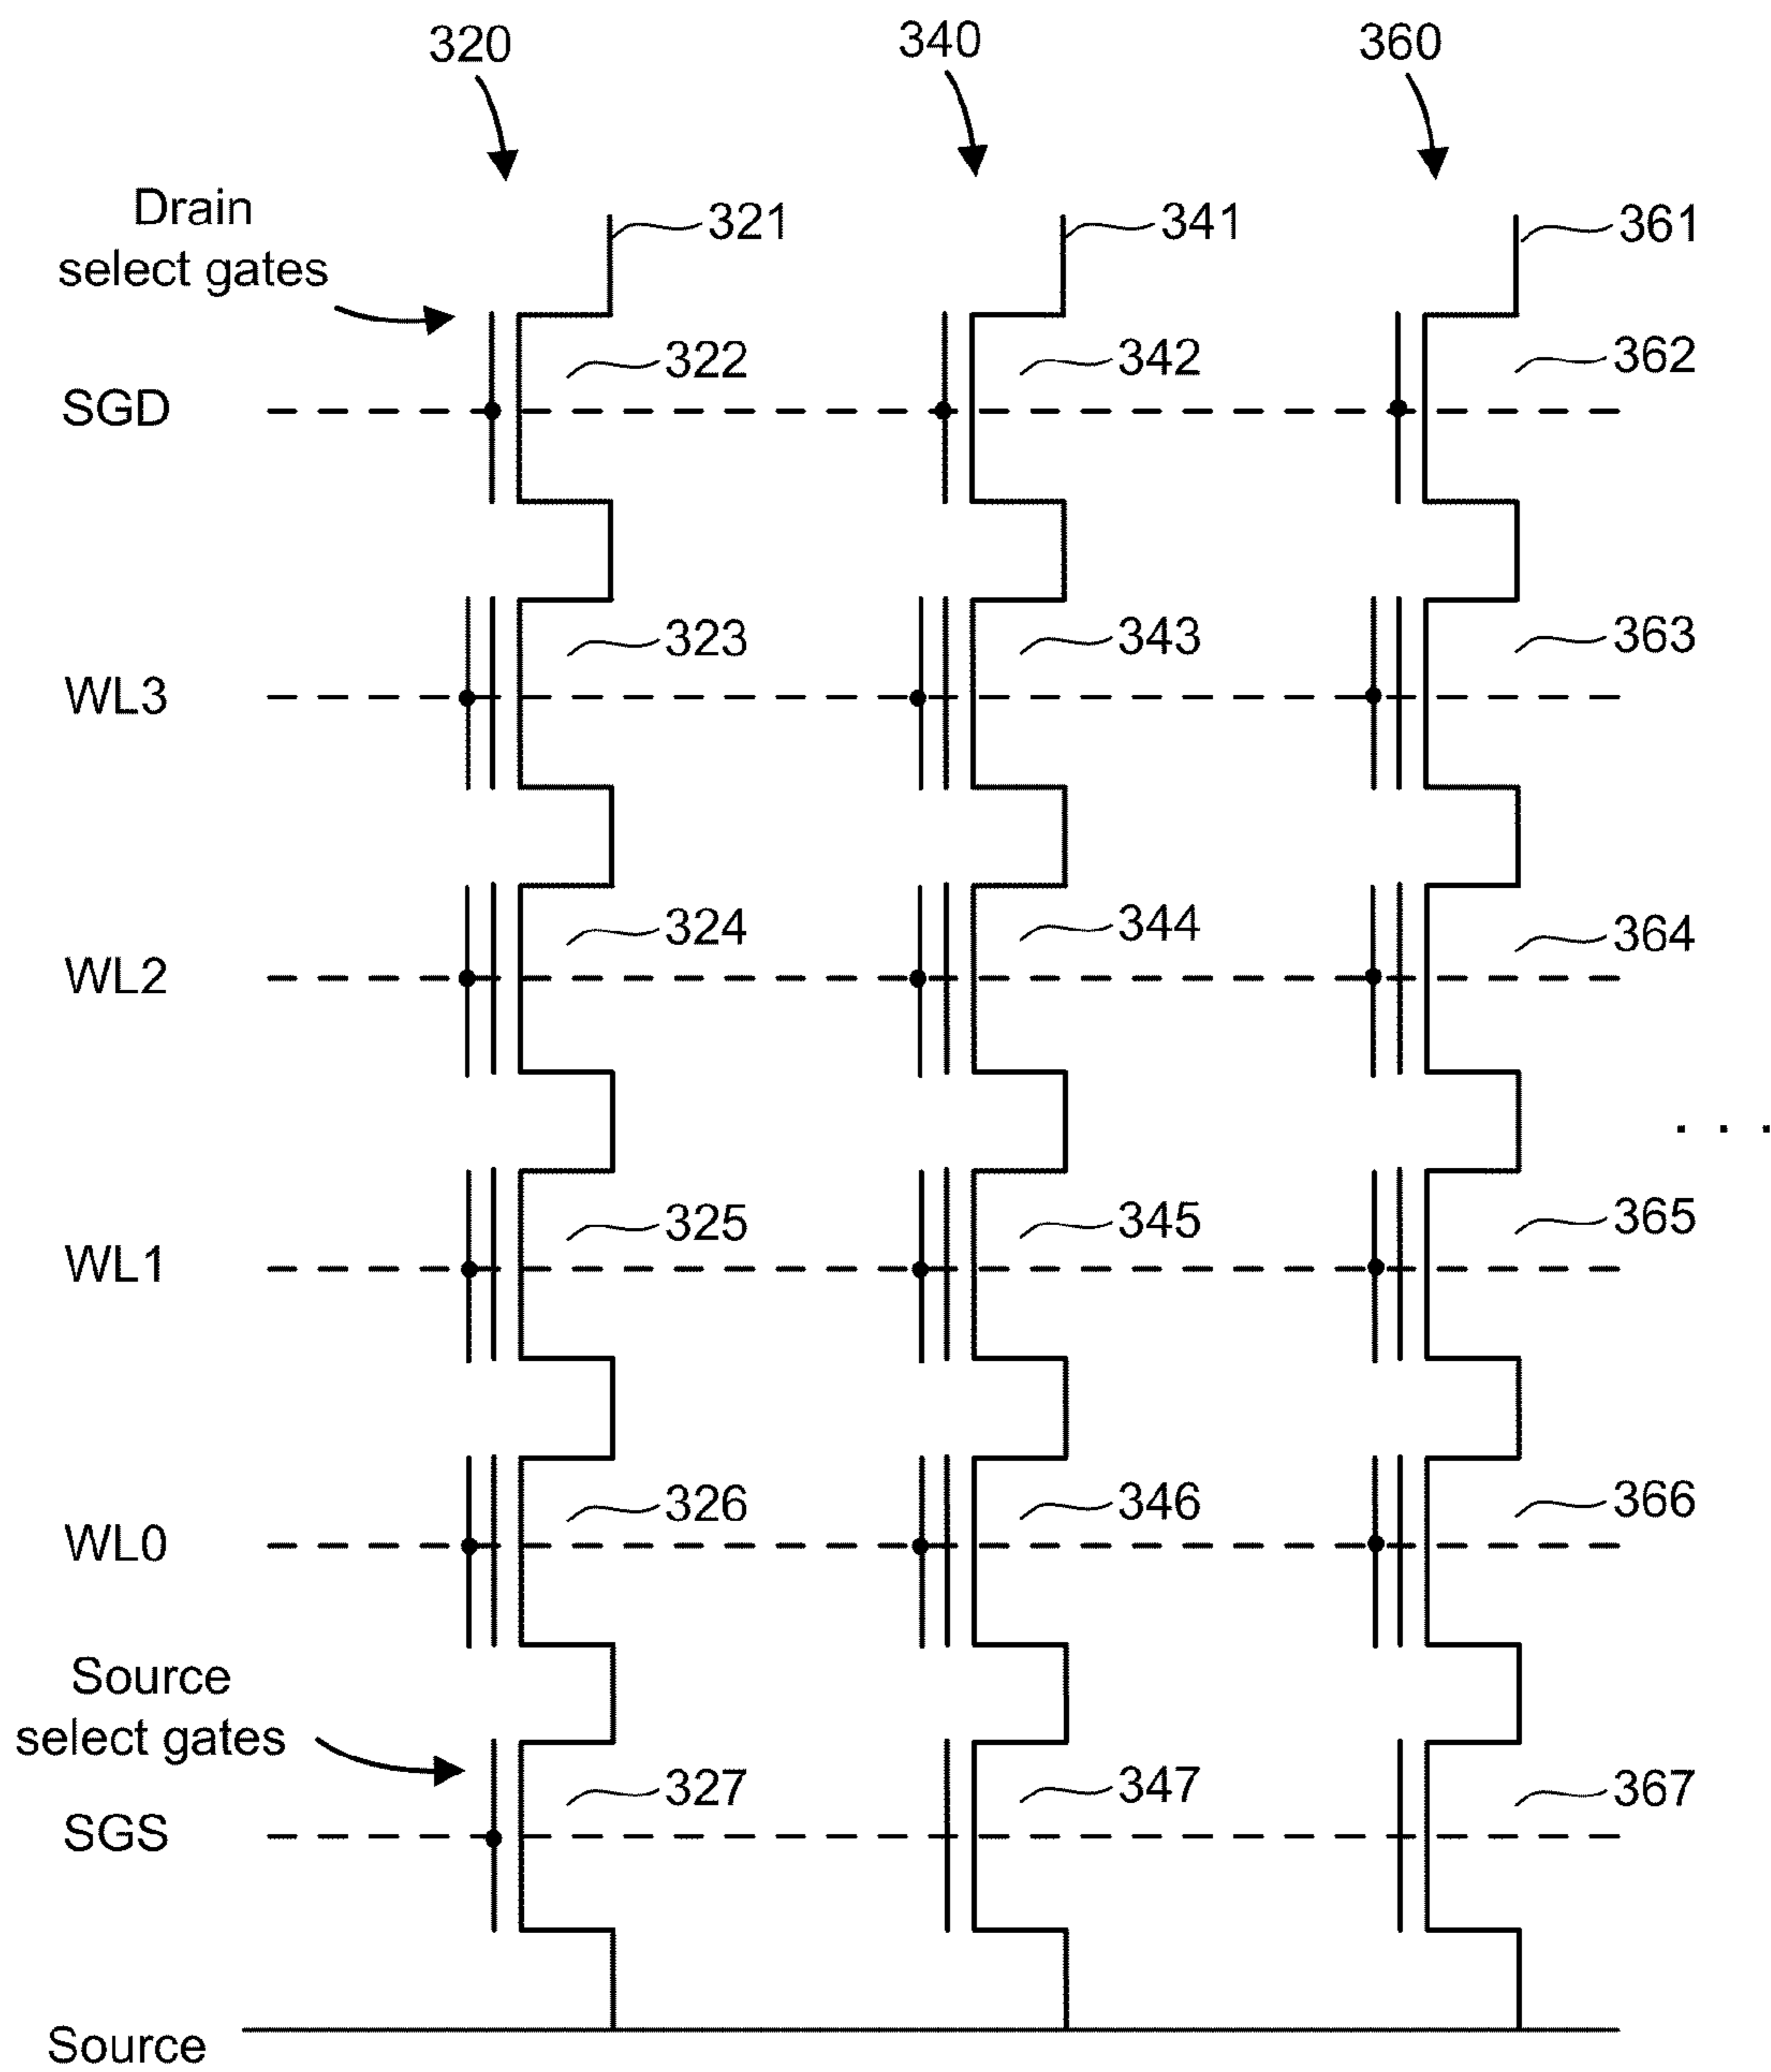 320 340 360
Drain
select gates
321 341 361
322 342 362
SGD
323 343 363
WL3
324 344 364
WL2
. . .
325 345 365
WL1
326 346 366
WL0
Source
select gates
327 347 367
SGS
Source